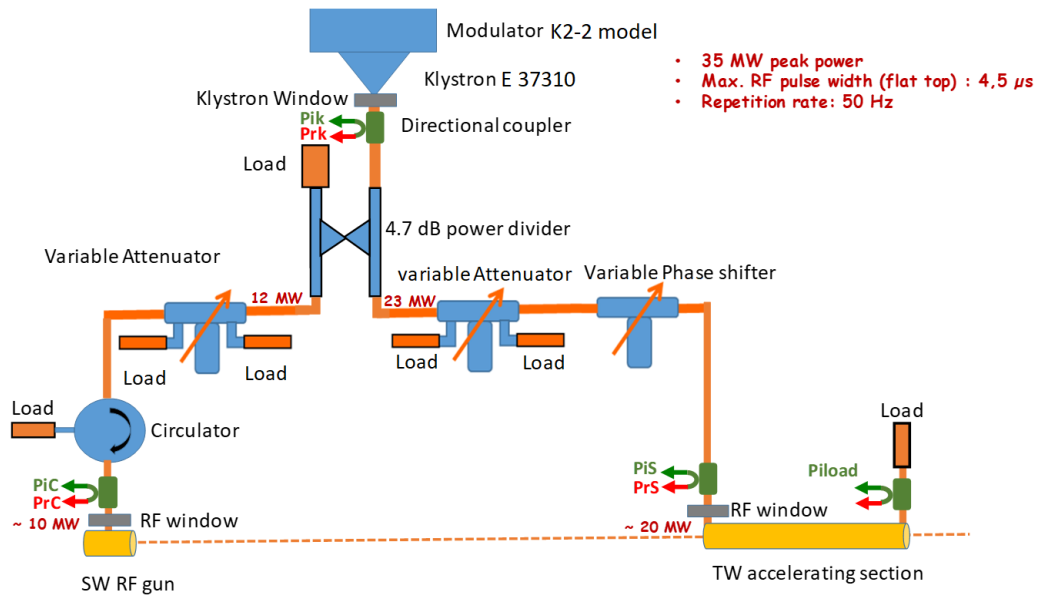 Modulator K2-2 model
• 35 MW peak power
• Max. RF pulse width (flat top) : 4,5 µs
• Repetition rate: 50 Hz
Klystron E 37310
Klystron Window
Pik
Prk
Directional coupler
Load
4.7 dB power divider
Variable Attenuator
variable Attenuator
Variable Phase shifter
12 MW
23 MW
Load
Load
Load
Load
Load
Circulator
Load
PiC
PrC
PiS
PrS
Piload
~ 10 MW
RF window
~ 20 MW
RF window
SW RF gun
TW accelerating section